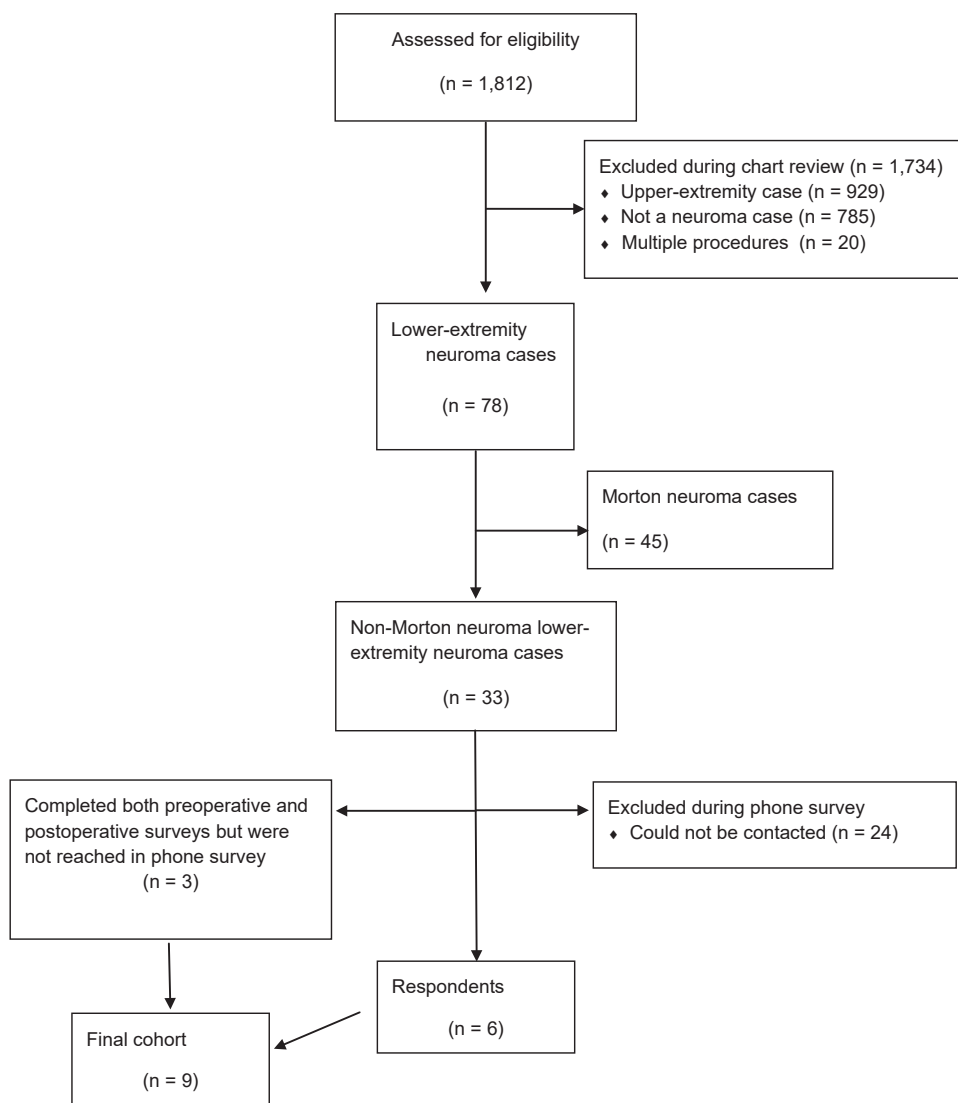 Assessed for eligibility
(n = 1,812)
Excluded during chart review (n = 1,734)
♦ Upper-extremity case (n = 929)
♦ Not a neuroma case (n = 785)
♦ Multiple procedures (n = 20)
Lower-extremity
neuroma cases
(n = 78)
Morton neuroma cases
(n = 45)
Non-Morton neuroma lower-
extremity neuroma cases
(n = 33)
Completed both preoperative and
postoperative surveys but were
not reached in phone survey
(n = 3)
Excluded during phone survey
♦ Could not be contacted (n = 24)
Respondents
(n = 6)
Final cohort
(n = 9)